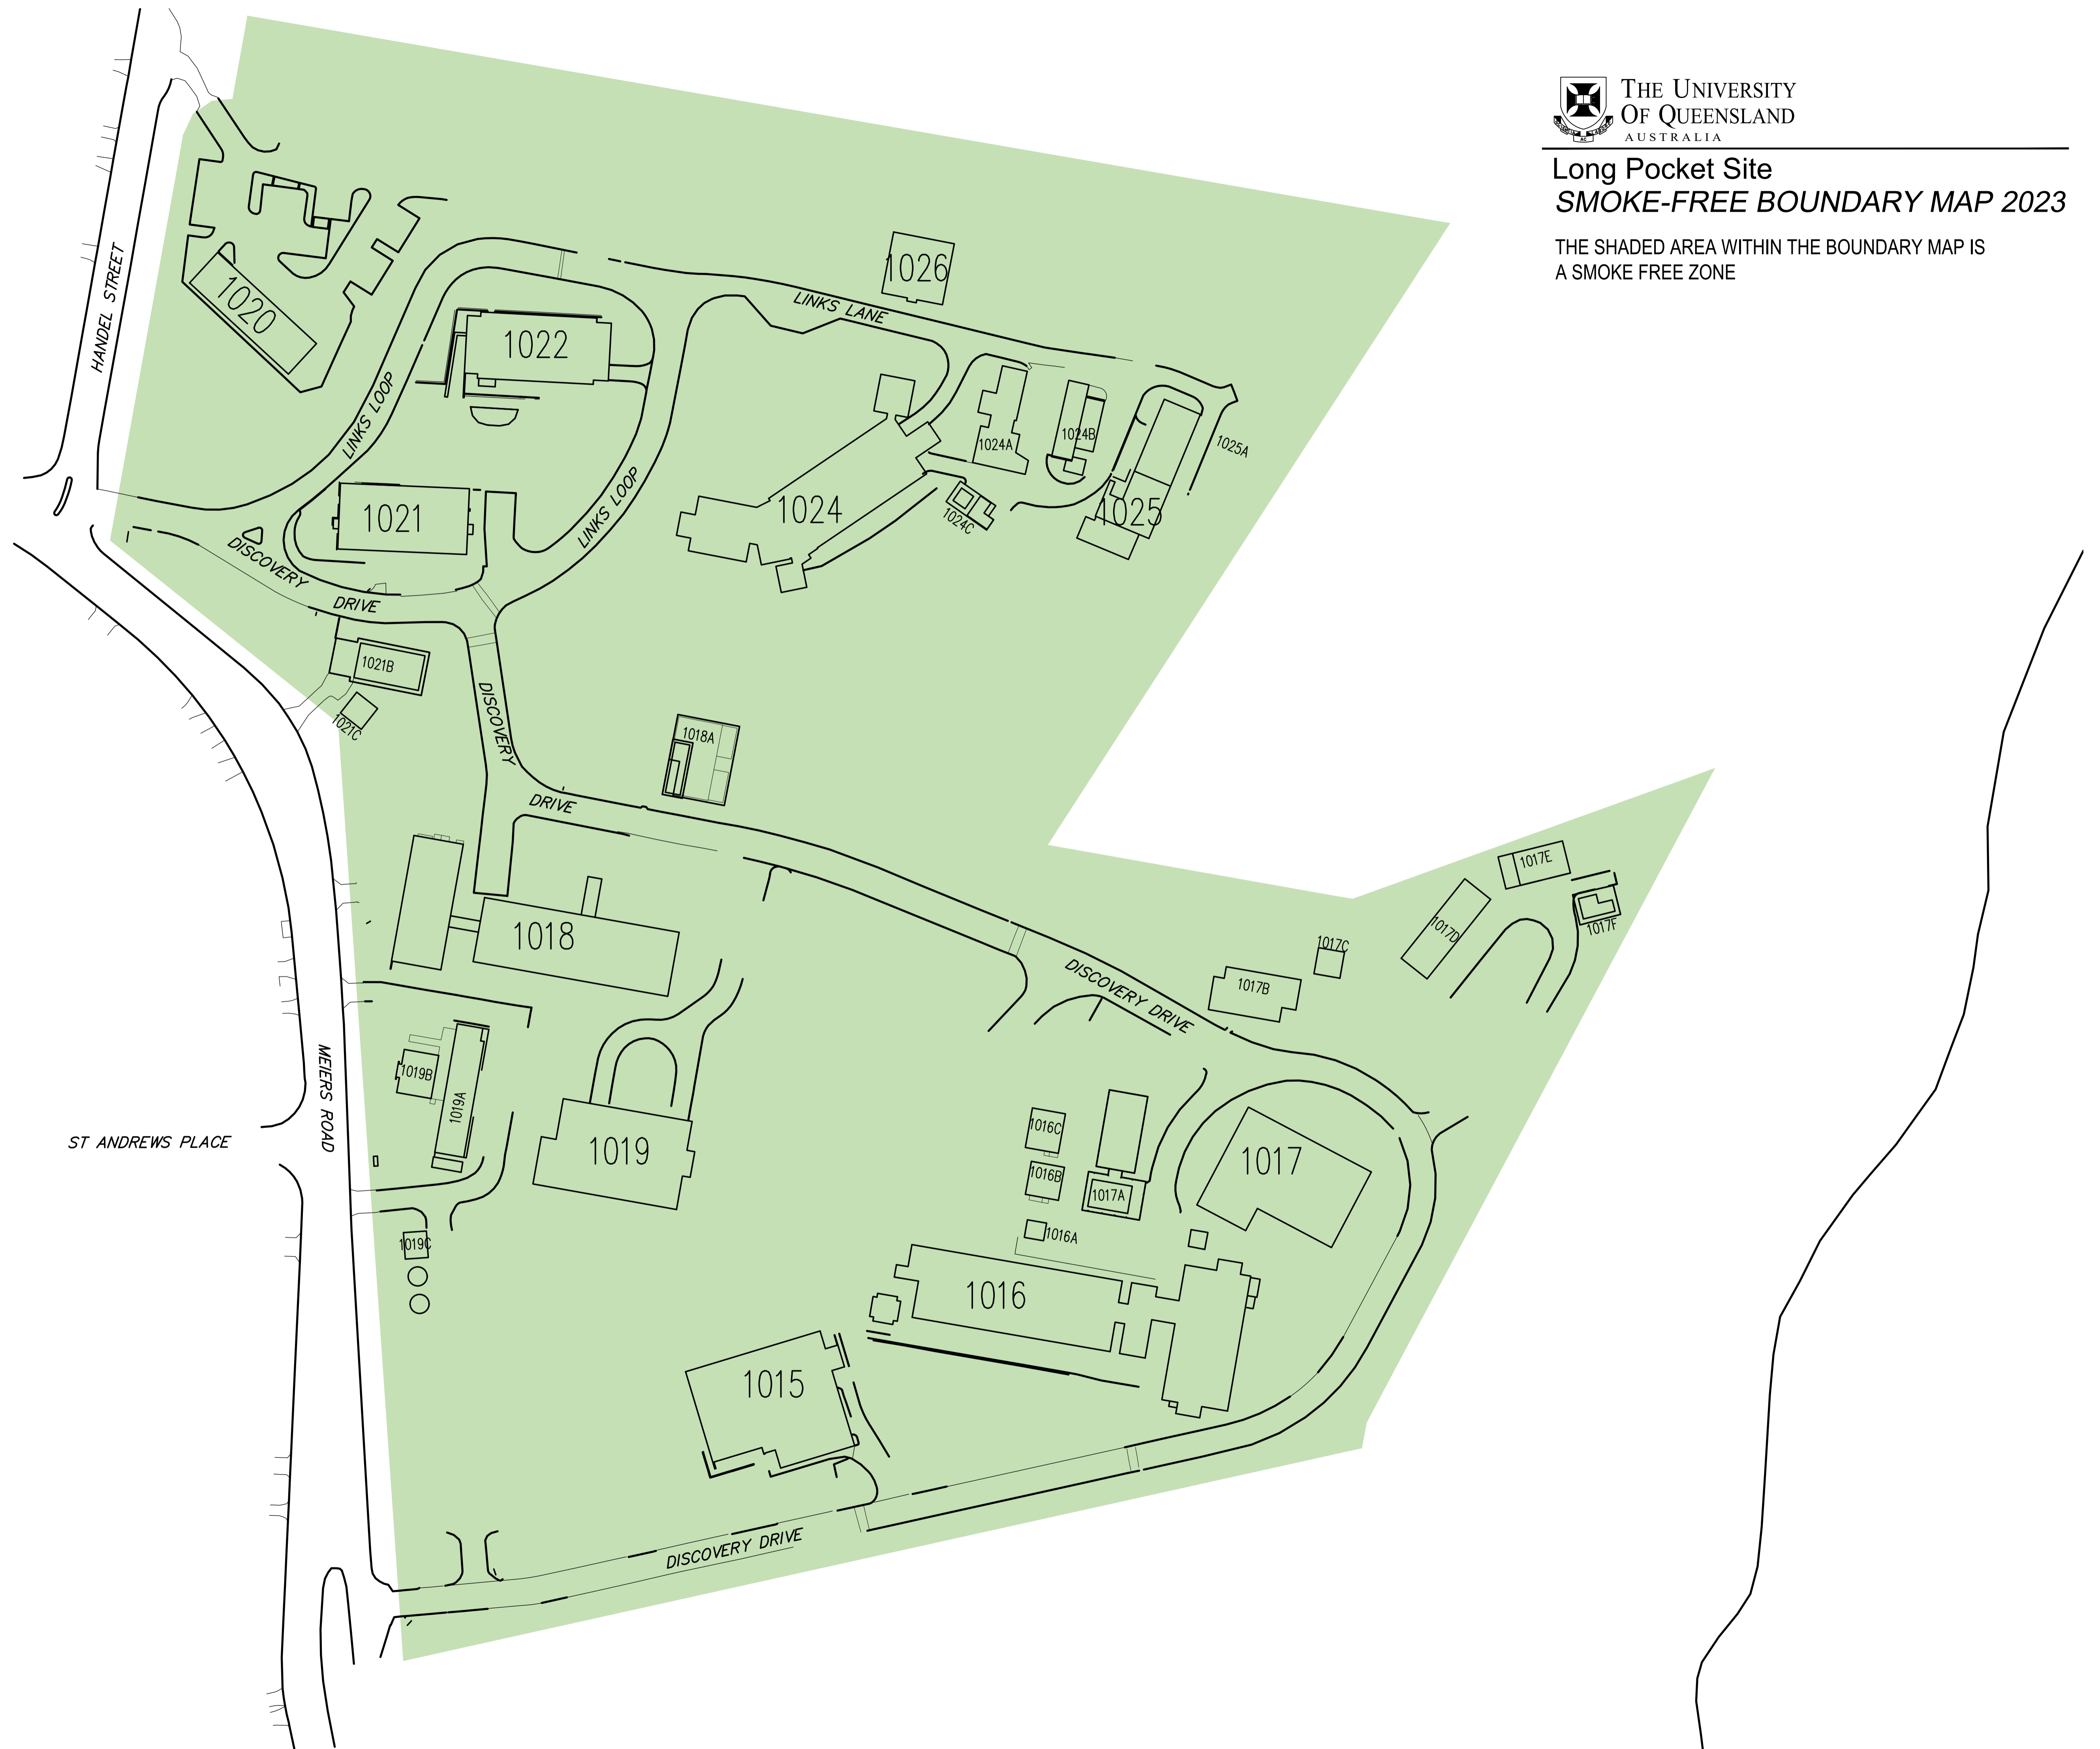 THE UNIVERSITY
OF QUEENSLAND
AUSTRALIA
Long Pocket Site
SMOKE-FREE BOUNDARY MAP 2023
THE SHADED AREA WITHIN THE BOUNDARY MAP IS
A SMOKE FREE ZONE
HANDEL STREET
1020
1026
LINKS LANE
1022
LINKS LOOP
1024A
1024B
1025A
1021
LINKS LOOP
1024
1024C
1025
DISCOVERY
DRIVE
1021B
1021C
DISCOVERY
DRIVE
1018A
1018
1017E
1017D
1017F
1017C
1017B
DISCOVERY DRIVE
MEIERS ROAD
ST ANDREWS PLACE
1019B
1019A
1019
1016C
1016B
1017A
1017
1016A
1019C
1016
1015
DISCOVERY DRIVE